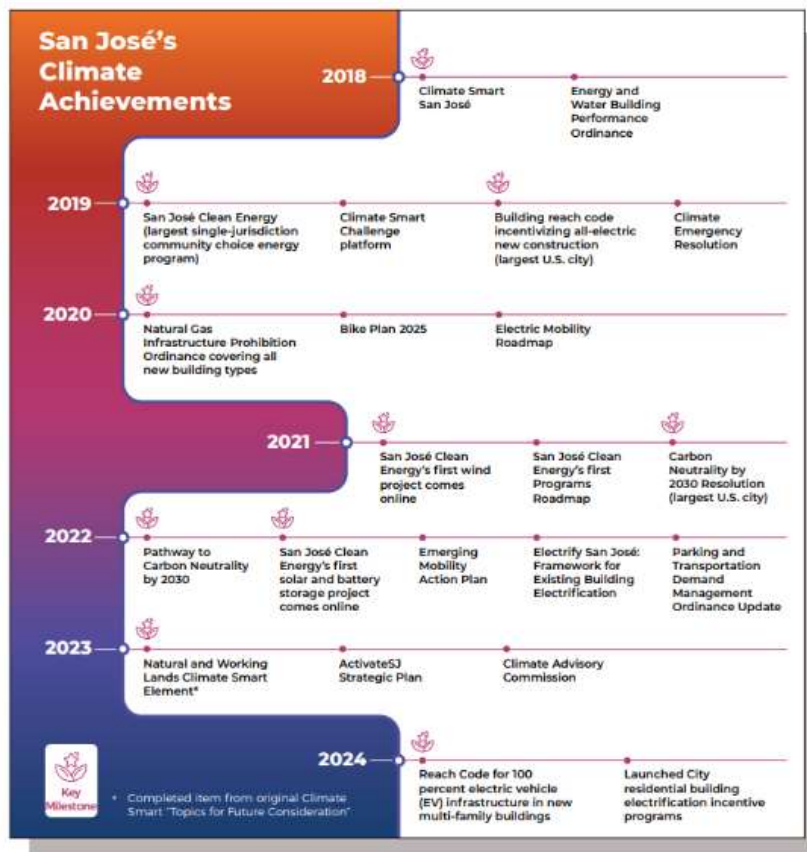 San José's
Climate
Achievements
2018
Climate Smart
San José
Energy and
Water Building
Performance
Ordinance
2019
San José Clean Energy
(largest single-jurisdiction
community choice energy
program)
Climate Smart
Challenge
platform
Building reach code
incentivizing all-electric
new construction
(largest U.S. city)
Climate
Emergency
Resolution
2020
Natural Gas
Infrastructure Prohibition
Ordinance covering all
new building types
Bike Plan 2025
Electric Mobility
Roadmap
2021
San José Clean
Energy's first wind
project comes
online
San José Clean
Energy's first
Programs
Roadmap
Carbon
Neutrality by
2030 Resolution
(largest U.S. city)
2022
Pathway to
Carbon Neutrality
by 2030
San José Clean
Energy's first
solar and battery
storage project
comes online
Emerging
Mobility
Action Plan
Electrify San José:
Framework for
Existing Building
Electrification
Parking and
Transportation
Demand
Management
Ordinance Update
2023
Natural and Working
Lands Climate Smart
Element*
ActivateSJ
Strategic Plan
Climate Advisory
Commission
2024
Reach Code for 100
percent electric vehicle
(EV) infrastructure in new
multi-family buildings
Launched City
residential building
electrification incentive
programs
Key
Milestone
* Completed item from original Climate
Smart "Topics for Future Consideration"